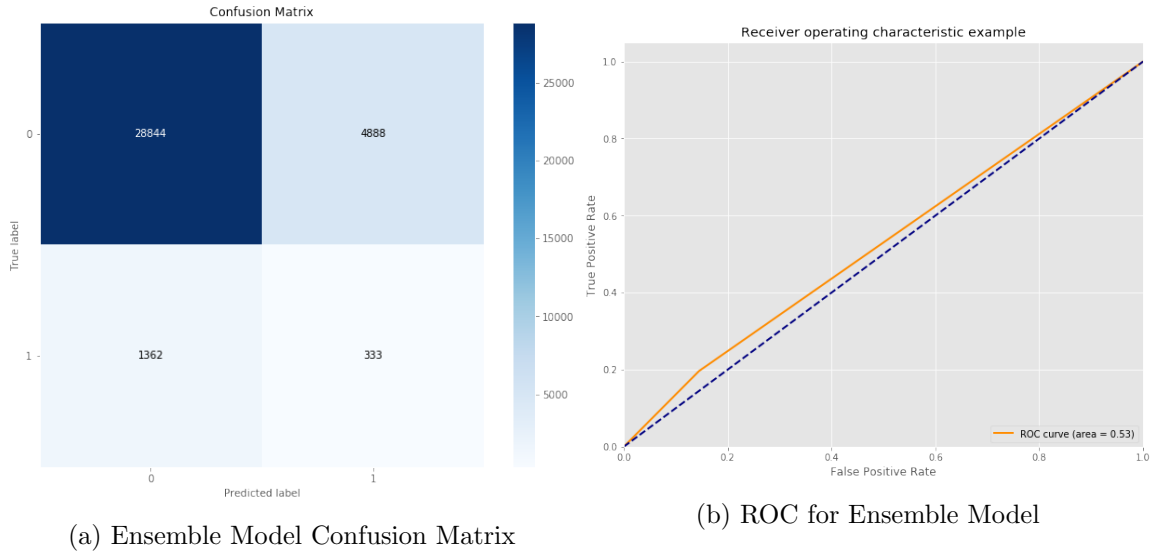 Confusion Matrix
0
28844
4888
1
1362
333
0
1
True label
Predicted label
25000
20000
15000
10000
5000
(a) Ensemble Model Confusion Matrix
Receiver operating characteristic example
1.0
0.8
0.6
0.4
0.2
0.0
0.0
0.2
0.4
0.6
0.8
1.0
True Positive Rate
False Positive Rate
ROC curve (area = 0.53)
(b) ROC for Ensemble Model